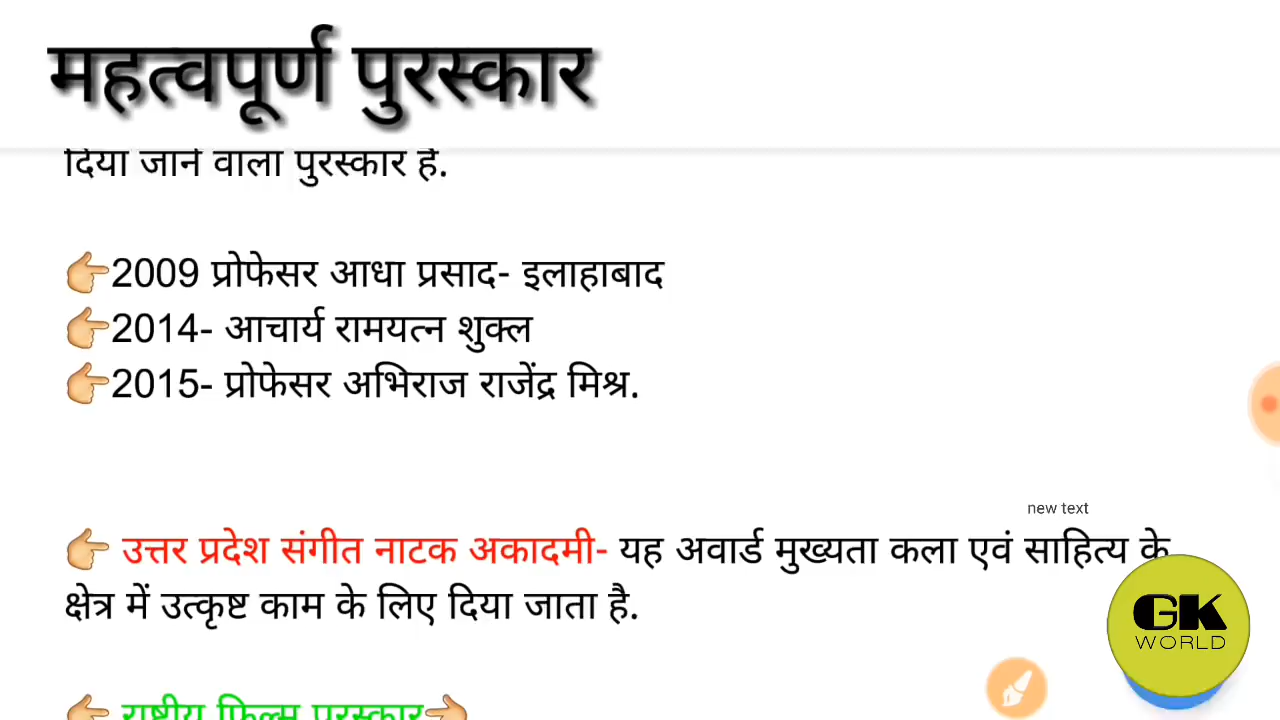 महत्वपूर्ण पुरस्कार
दिया जाने वाला पुरस्कार है.
👉2009 प्रोफेसर आधा प्रसाद- इलाहाबाद
👉2014- आचार्य रामयत्न शुक्ल
👉2015- प्रोफेसर अभिराज राजेंद्र मिश्र.
new text
👉 उत्तर प्रदेश संगीत नाटक अकादमी- यह अवार्ड मुख्यता कला एवं साहित्य के
क्षेत्र में उत्कृष्ट काम के लिए दिया जाता है.
GK
WORLD
👉 राष्ट्रीय फिल्म पुरस्कार👈